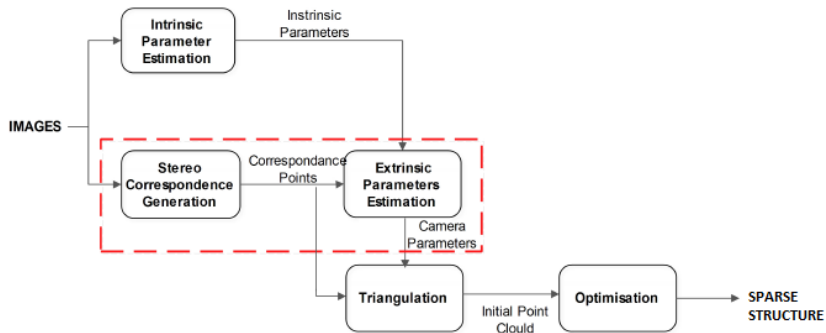 Intrinsic
Parameter
Estimation
Instrinsic
Parameters
IMAGES
Stereo
Correspondence
Generation
Correspondance
Points
Extrinsic
Parameters
Estimation
Camera
Parameters
Triangulation
Initial Point
Clould
Optimisation
SPARSE
STRUCTURE